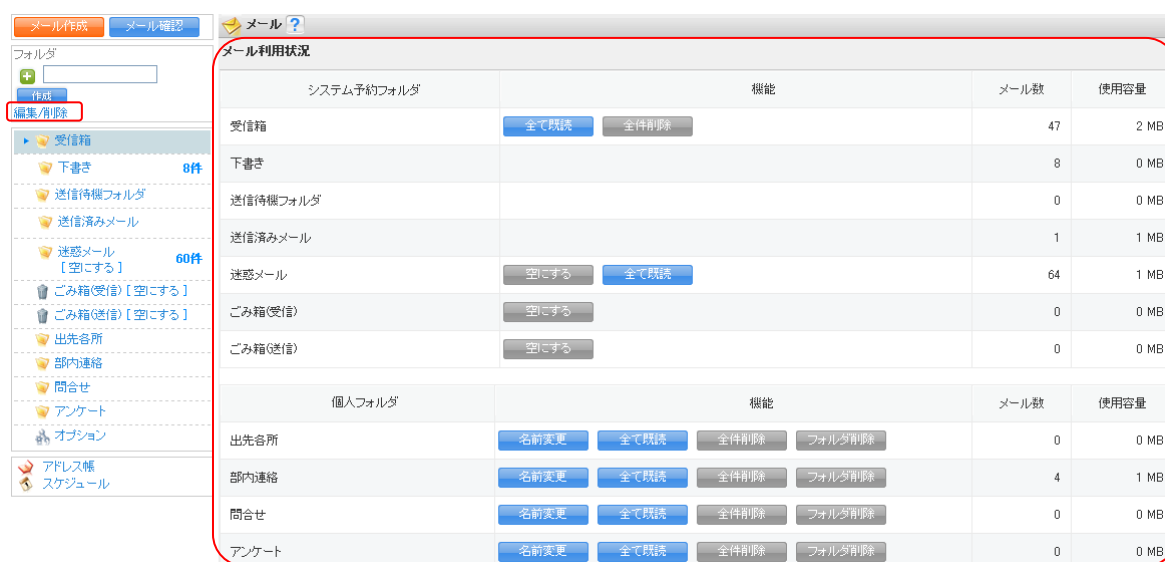 メール作成 メール確認
フォルダ
作成
編集/削除
受信箱
下書き 8件
送信待機フォルダ
送信済みメール
迷惑メール 60件
[ 空にする ]
ごみ箱(受信) [ 空にする ]
ごみ箱(送信) [ 空にする ]
出先各所
部内連絡
問合せ
アンケート
オプション
アドレス帳
スケジュール
メール ?
メール利用状況
システム予約フォルダ 機能 メール数 使用容量
受信箱 全て既読 全件削除 47 2 MB
下書き 8 0 MB
送信待機フォルダ 0 0 MB
送信済みメール 1 1 MB
迷惑メール 空にする 全て既読 64 1 MB
ごみ箱(受信) 空にする 0 0 MB
ごみ箱(送信) 空にする 0 0 MB
個人フォルダ 機能 メール数 使用容量
出先各所 名前変更 全て既読 全件削除 フォルダ削除 0 0 MB
部内連絡 名前変更 全て既読 全件削除 フォルダ削除 4 1 MB
問合せ 名前変更 全て既読 全件削除 フォルダ削除 0 0 MB
アンケート 名前変更 全て既読 全件削除 フォルダ削除 0 0 MB